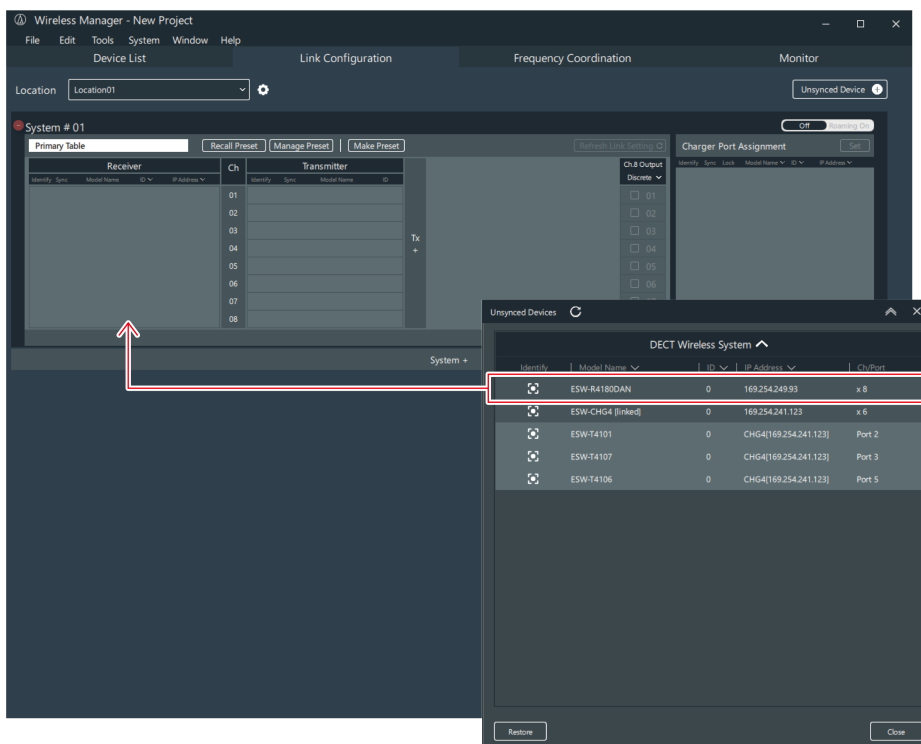 Wireless Manager - New Project
File Edit Tools System Window Help
Device List Link Configuration Frequency Coordination Monitor
Location Location01 Unsynced Device
System # 01 Off Roaming On
Primary Table Recall Preset Manage Preset Make Preset Refresh Link Setting Charger Port Assignment Set
Receiver Ch Transmitter Ch.8 Output
Identify Sync Model Name ID IP Address Identify Sync Model Name ID Discrete Identify Sync Lock Model Name ID IP Address
01 01
02 02
03 03
04 Tx + 04
05 05
06 06
07
08
System +
Unsynced Devices
DECT Wireless System
Identify Model Name ID IP Address Ch/Port
ESW-R4180DAN 0 169.254.249.93 x 8
ESW-CHG4 [linked] 0 169.254.241.123 x 6
ESW-T4101 0 CHG4[169.254.241.123] Port 2
ESW-T4107 0 CHG4[169.254.241.123] Port 3
ESW-T4106 0 CHG4[169.254.241.123] Port 5
Restore Close